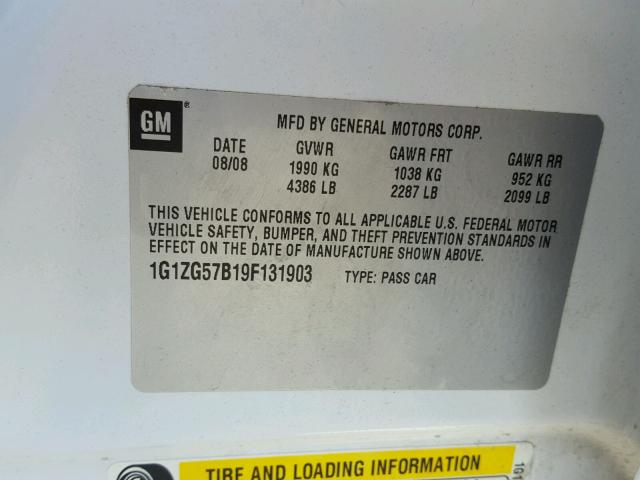 GM ® MFD BY GENERAL MOTORS CORP.
DATE GVWR GAWR FRT GAWR RR
08/08 1990 KG 1038 KG 952 KG
4386 LB 2287 LB 2099 LB
THIS VEHICLE CONFORMS TO ALL APPLICABLE U.S. FEDERAL MOTOR
VEHICLE SAFETY, BUMPER, AND THEFT PREVENTION STANDARDS IN
EFFECT ON THE DATE OF MANUFACTURE SHOWN ABOVE.
1G1ZG57B19F131903 TYPE: PASS CAR
TIRE AND LOADING INFORMATION